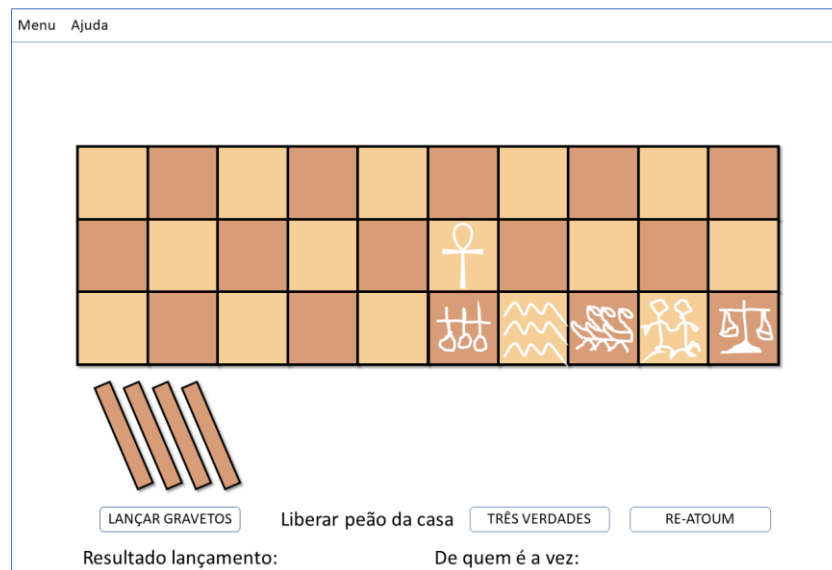 Menu Ajuda
LANÇAR GRAVETOS Liberar peão da casa TRÊS VERDADES RE-ATOUM
Resultado lançamento: De quem é a vez: